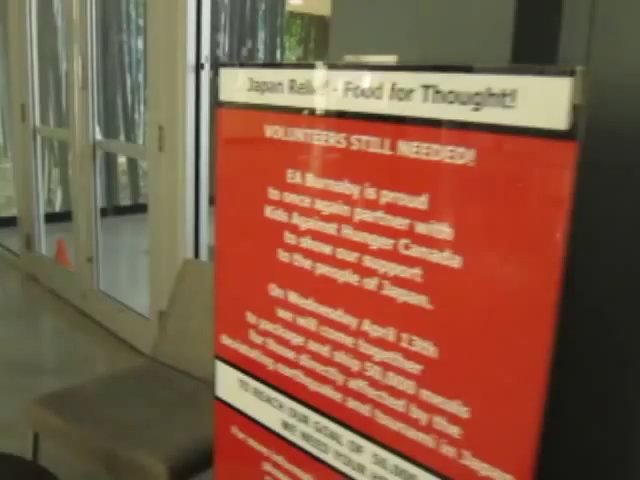 Japan Relief - Food for Thought!
VOLUNTEERS STILL NEEDED!
EA Burnaby is proud
to once again partner with
Kids Against Hunger Canada
to show our support
to the people of Japan.
On Wednesday April 13th
we will come together
to package and ship 50,000 meals
for those directly affected by the
devastating earthquake and tsunami in Japan
TO REACH OUR GOAL OF 50,000
WE NEED YOUR
For more information